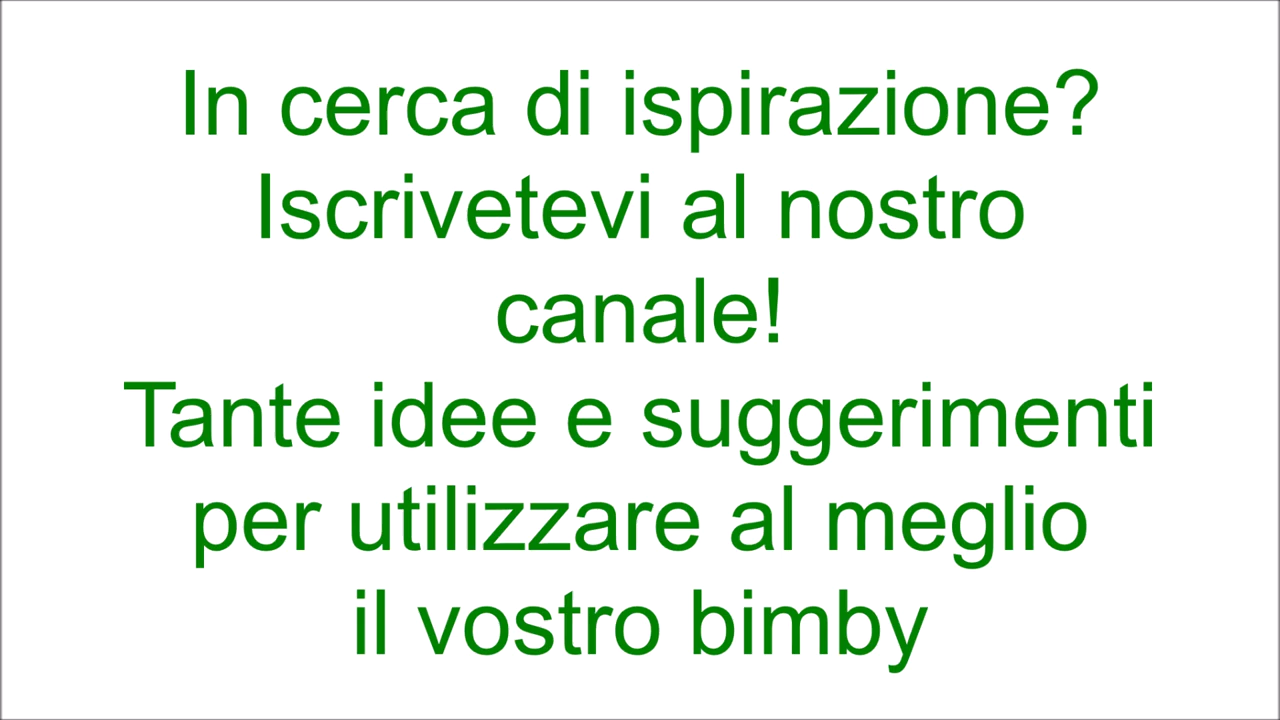 In cerca di ispirazione?
Iscrivetevi al nostro
canale!
Tante idee e suggerimenti
per utilizzare al meglio
il vostro bimby